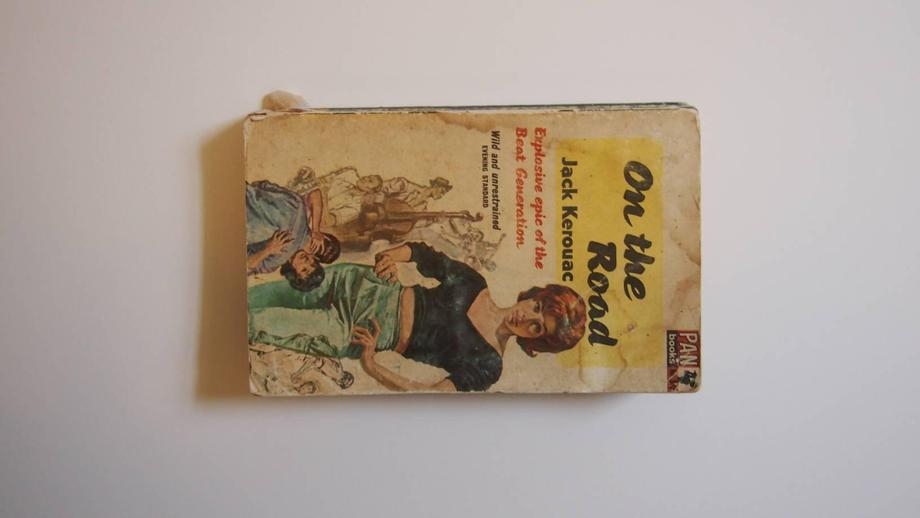 PAN
books
On the
Road
Jack Kerouac
Explosive epic of the
Beat Generation
Wild and unrestrained
EVENING STANDARD